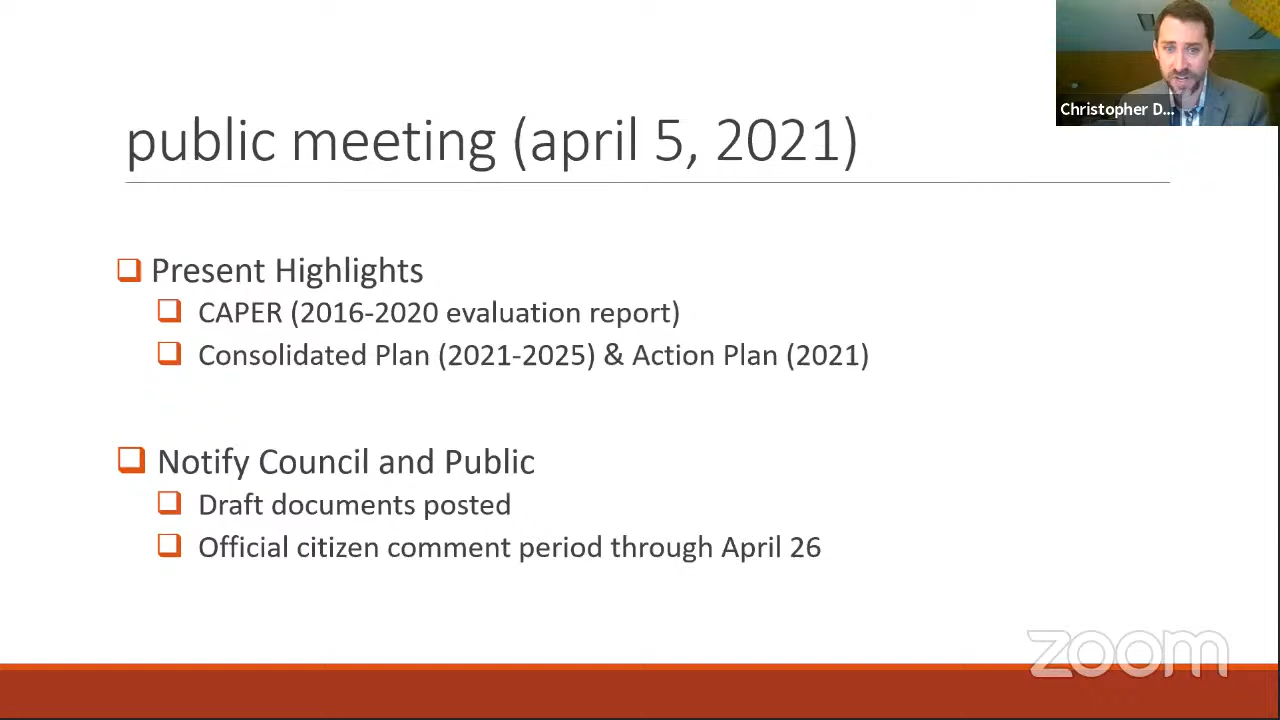 Christopher D...
public meeting (april 5, 2021)
Present Highlights
CAPER (2016-2020 evaluation report)
Consolidated Plan (2021-2025) & Action Plan (2021)
Notify Council and Public
Draft documents posted
Official citizen comment period through April 26
zoom